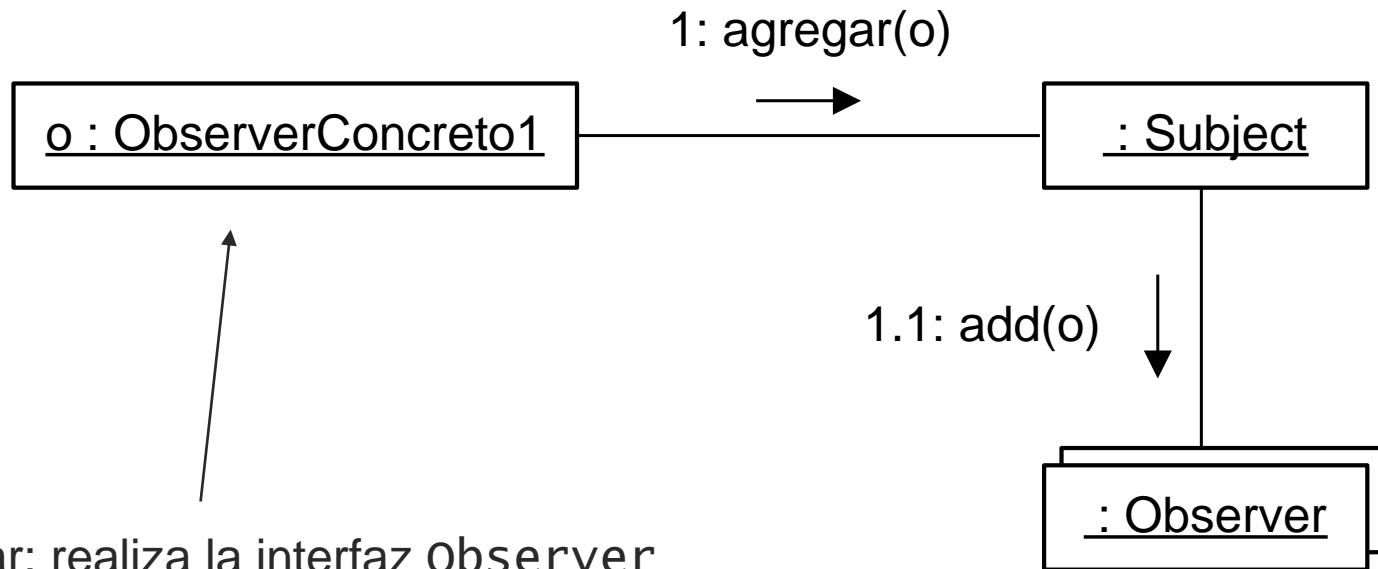 1: agregar(o)
o : ObserverConcreto1
: Subject
1.1: add(o)
: Observer
realiza la interfaz observer